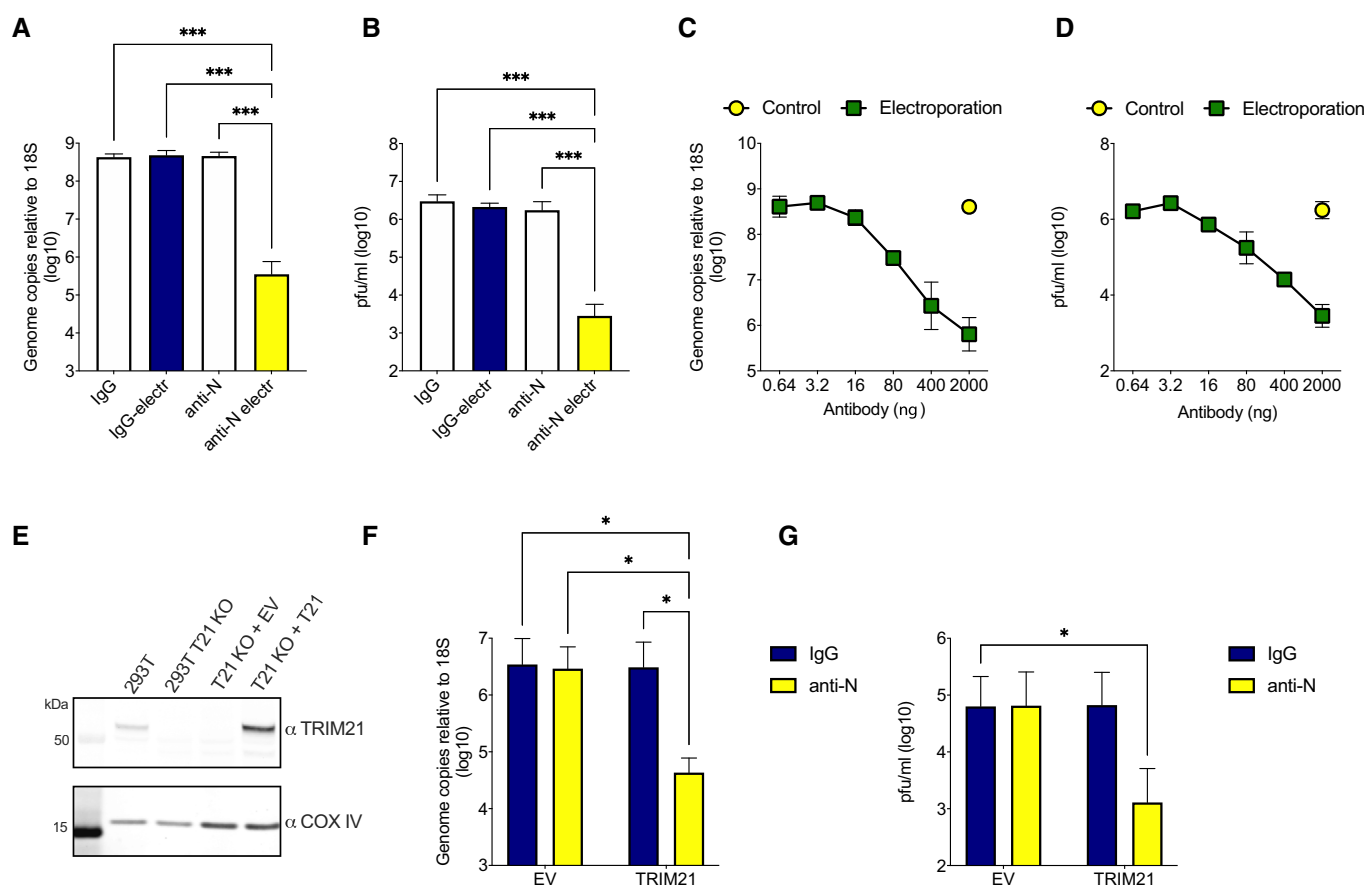 A
***
***
***
Genome copies relative to 18S
(log10)
9
8
7
6
5
4
3
IgG
IgG-electr
anti-N
anti-N electr
B
***
***
***
pfu/ml (log10)
8
7
6
5
4
3
2
IgG
IgG-electr
anti-N
anti-N electr
C
Control
Electroporation
Genome copies relative to 18S
(log10)
10
9
8
7
6
5
0.64 3.2 16 80 400 2000
Antibody (ng )
D
Control
Electroporation
pfu/ml (log10)
8
6
4
2
0.64 3.2 16 80 400 2000
Antibody (ng)
E
293T
293T T21 KO
T21 KO + EV
T21 KO + T21
kDa
50
α TRIM21
15
α COX IV
F
*
*
*
Genome copies relative to 18S
(log10)
7
6
5
4
3
EV
TRIM21
IgG
anti-N
G
*
pfu/ml (log10)
6
5
4
3
2
EV
TRIM21
IgG
anti-N